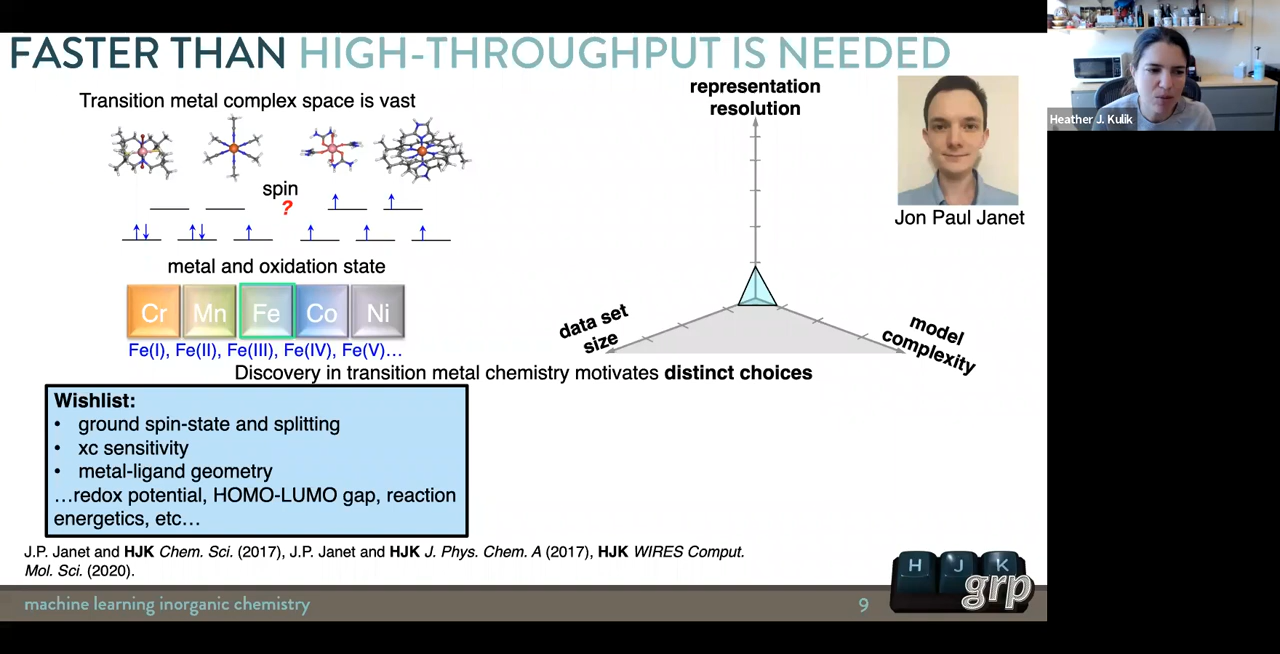 FASTER THAN HIGH-THROUGHPUT IS NEEDED
Transition metal complex space is vast
spin
?
metal and oxidation state
Cr Mn Fe Co Ni
Fe(I), Fe(II), Fe(III), Fe(IV), Fe(V)...
representation
resolution
data set
size
model
complexity
Jon Paul Janet
Heather J. Kulik
Discovery in transition metal chemistry motivates distinct choices
Wishlist:
• ground spin-state and splitting
• xc sensitivity
• metal-ligand geometry
...redox potential, HOMO-LUMO gap, reaction
energetics, etc...
J.P. Janet and HJK Chem. Sci. (2017), J.P. Janet and HJK J. Phys. Chem. A (2017), HJK WIRES Comput.
Mol. Sci. (2020).
machine learning inorganic chemistry
9
H J K
grp